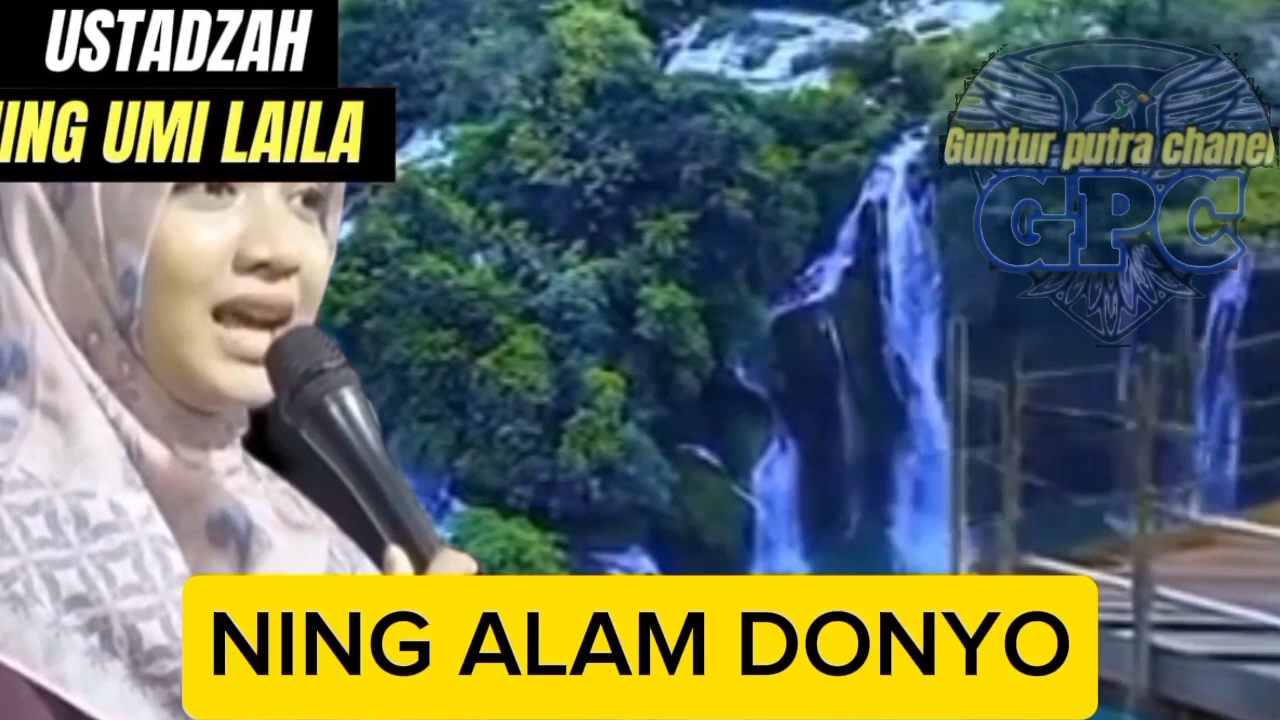 USTADZAH
NING UMI LAILA
Guntur putra chanel
GPC
NING ALAM DONYO